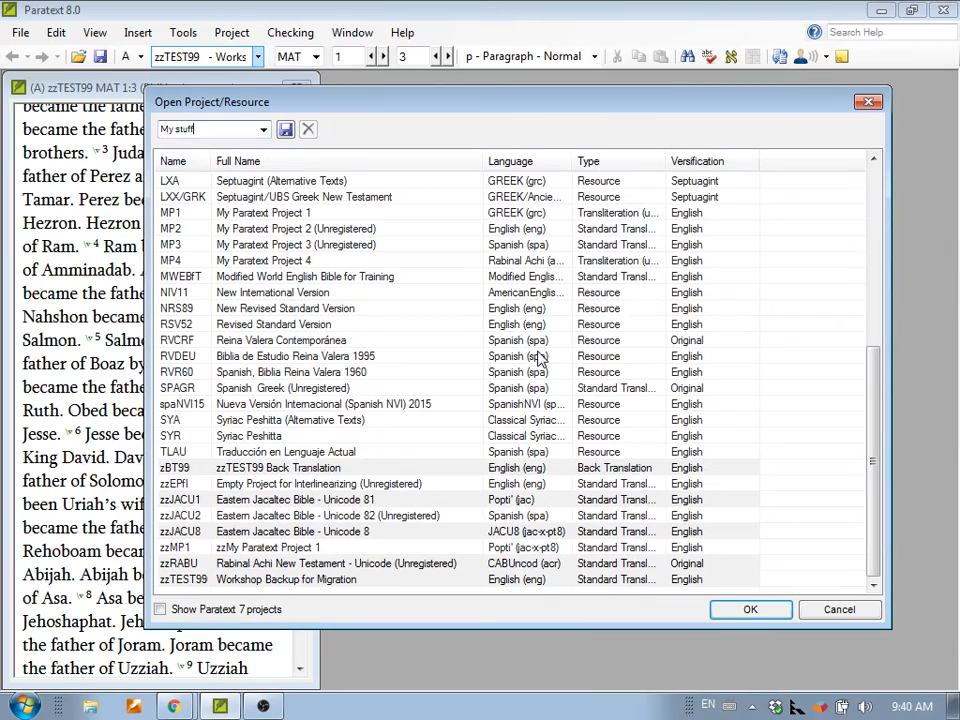 Paratext 8.0
File Edit View Insert Tools Project Checking Window Help Search Help
A zzTEST99 - Works MAT 1 3 p - Paragraph - Normal
(A) zzTEST99 MAT 1:3
became the fathe
became the fathe
brothers. 3 Juda
father of Perez a
Tamar. Perez be
Hezron. Hezron
of Ram. 4 Ram b
of Amminadab. A
became the fathe
Nahshon became
Salmon. 5 Salm
father of Boaz by
became the fathe
Ruth. Obed beca
Jesse. 6 Jesse be
King David. Dav
father of Solomo
been Uriah's wif
became the fathe
Rehoboam beca
Abijah. Abijah b
of Asa. 8 Asa be
Jehoshaphat. Je
the father of Joram. Joram became
the father of Uzziah. 9 Uzziah
Open Project/Resource
My stuff
Name Full Name Language Type Versification
LXA Septuagint (Alternative Texts) GREEK (grc) Resource Septuagint
LXX/GRK Septuagint/UBS Greek New Testament GREEK/Ancie... Resource Septuagint
MP1 My Paratext Project 1 GREEK (grc) Transliteration (u... English
MP2 My Paratext Project 2 (Unregistered) English (eng) Standard Transl... English
MP3 My Paratext Project 3 (Unregistered) Spanish (spa) Standard Transl... English
MP4 My Paratext Project 4 Rabinal Achi (a... Transliteration (u... English
MWEBfT Modified World English Bible for Training Modified Englis... Standard Transl... English
NIV11 New International Version AmericanEnglis... Resource English
NRS89 New Revised Standard Version English (eng) Resource English
RSV52 Revised Standard Version English (eng) Resource English
RVCRF Reina Valera Contemporánea Spanish (spa) Resource Original
RVDEU Biblia de Estudio Reina Valera 1995 Spanish (spa) Resource English
RVR60 Spanish, Biblia Reina Valera 1960 Spanish (spa) Resource English
SPAGR Spanish Greek (Unregistered) Spanish (spa) Standard Transl... Original
spaNVI15 Nueva Versión Internacional (Spanish NVI) 2015 SpanishNVI (sp... Resource English
SYA Syriac Peshitta (Alternative Texts) Classical Syriac... Resource English
SYR Syriac Peshitta Classical Syriac... Resource English
TLAU Traducción en Lenguaje Actual Spanish (spa) Resource English
zBT99 zzTEST99 Back Translation English (eng) Back Translation English
zzEPfI Empty Project for Interlinearizing (Unregistered) English (eng) Standard Transl... English
zzJACU1 Eastern Jacaltec Bible - Unicode 81 Popti' (jac) Standard Transl... English
zzJACU2 Eastern Jacaltec Bible - Unicode 82 (Unregistered) Spanish (spa) Standard Transl... English
zzJACU8 Eastern Jacaltec Bible - Unicode 8 JACU8 (jac-x-pt8) Standard Transl... English
zzMP1 zzMy Paratext Project 1 Popti' (jac-x-pt8) Standard Transl... English
zzRABU Rabinal Achi New Testament - Unicode (Unregistered) CABUncod (acr) Standard Transl... Original
zzTEST99 Workshop Backup for Migration English (eng) Standard Transl... English
Show Paratext 7 projects OK Cancel
EN 9:40 AM